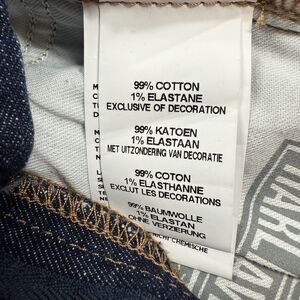 99% COTTON
1% ELASTANE
EXCLUSIVE OF DECORATION
99% KATOEN
1% ELASTAAN
MET UITZONDERING VAN DECORATIE
99% COTON
1% ELASTHANNE
EXCLUT LES DECORATIONS
99% BAUMWOLLE
1% ELASTAN
OHNE VERZIERUNG